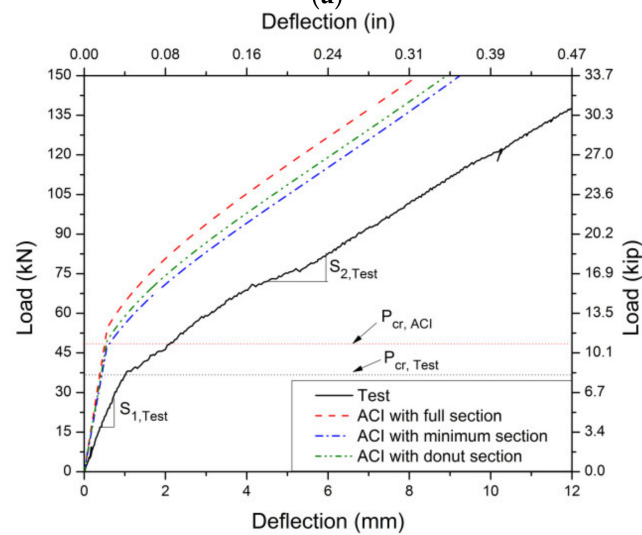 (a)
Deflection (in)
0.00 0.08 0.16 0.24 0.31 0.39 0.47
150 33.7
135 30.3
120 27.0
105 23.6
90 20.2
75 16.9
60 13.5
45 10.1
30 6.7
15 3.4
0 0.0
Load (kN)
Load (kip)
S2,Test
Pcr, ACI
Pcr, Test
S1,Test
Test
ACI with full section
ACI with minimum section
ACI with donut section
0 2 4 6 8 10 12
Deflection (mm)